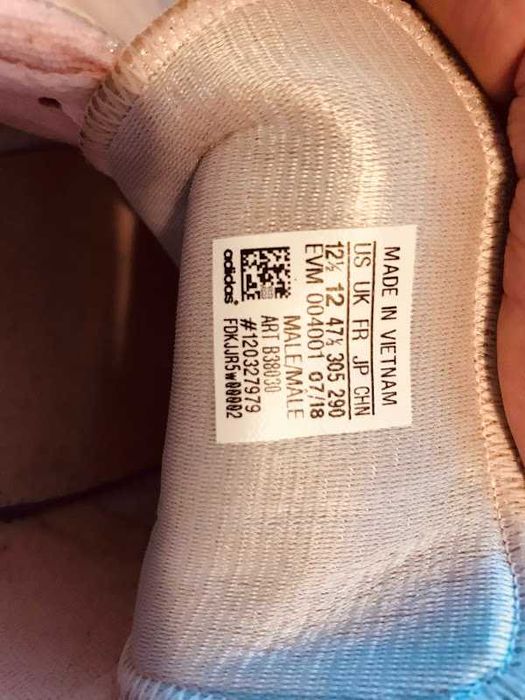 MADE IN VIETNAM
US UK FR JP CHN
12½ 12 47⅓ 305 290
EVM 004001 07/18
MALE/MALE
ART B38030
#120327979
adidas®
FDKJJR5w00002